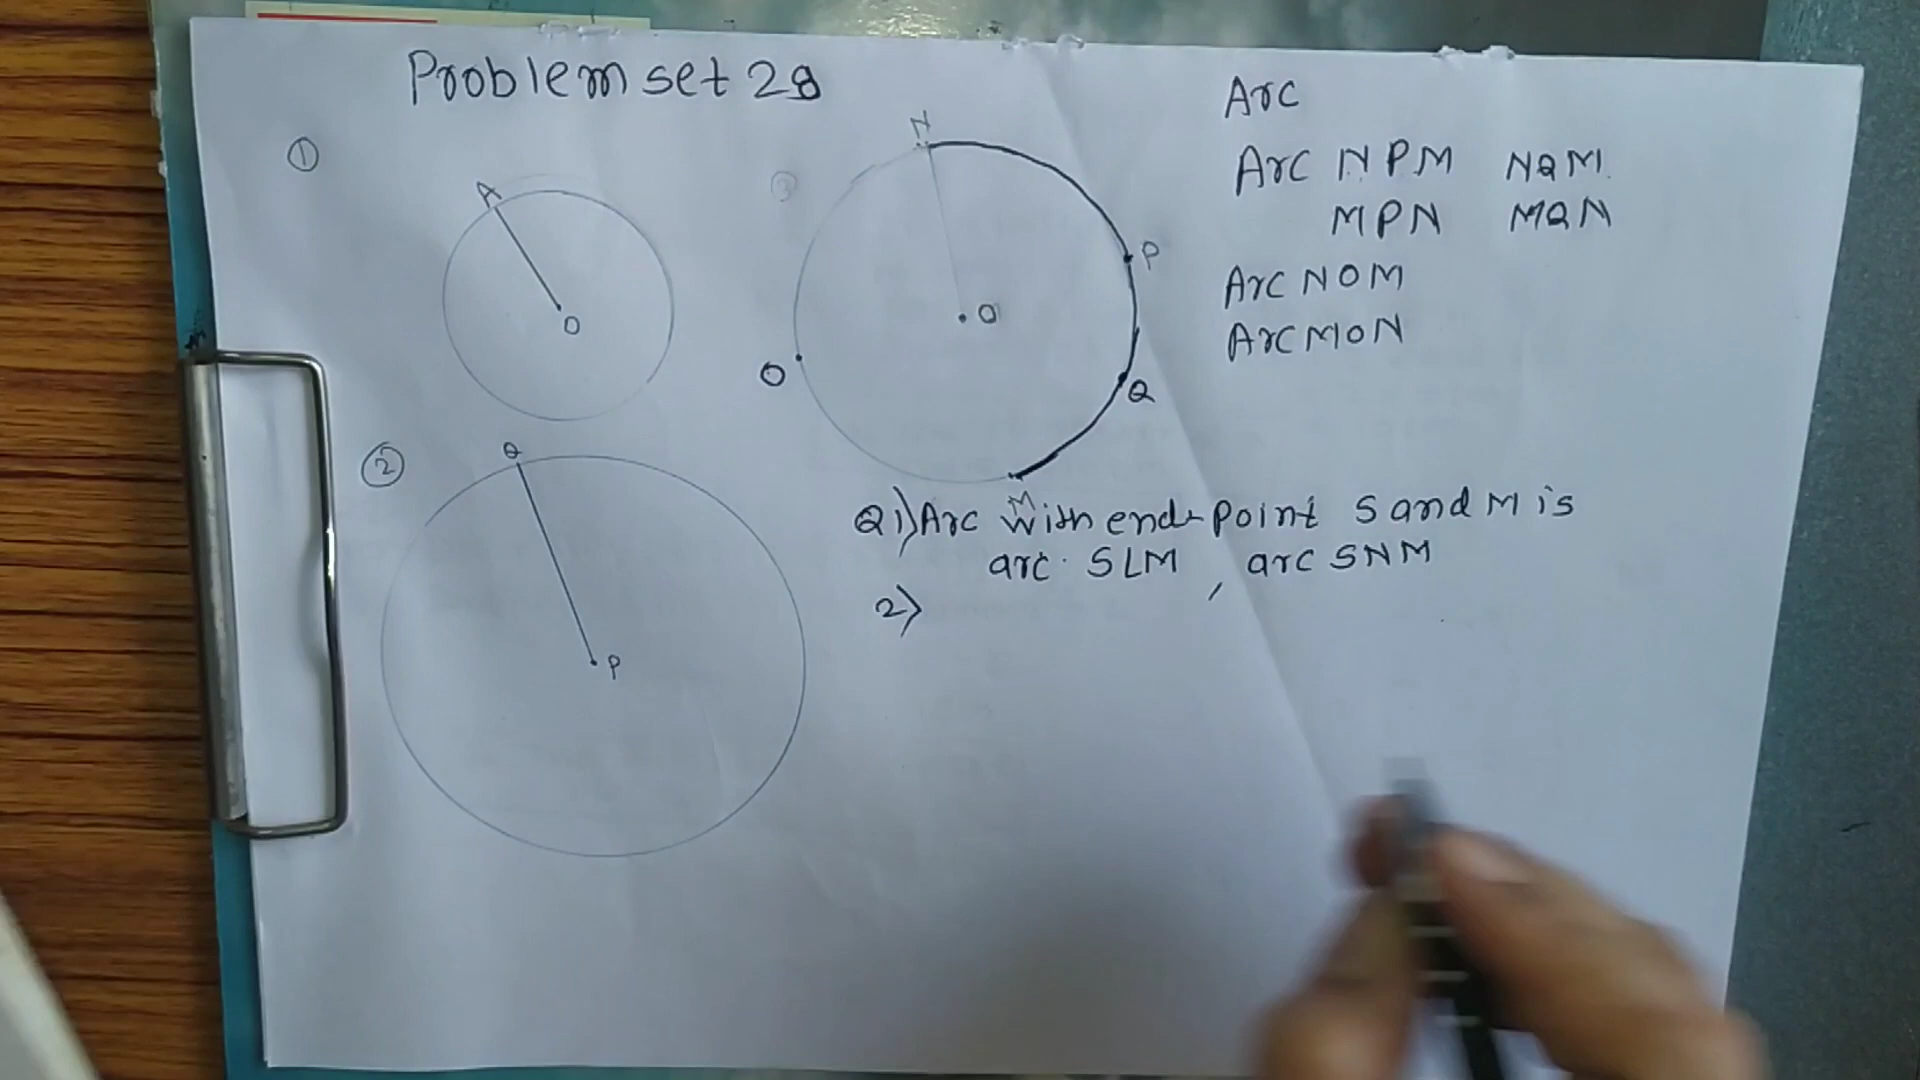 Problem set 28
①
A
O
②
Q
P
③
N
P
O
O
Q
M
Arc
Arc NPM NQM
MPN MQN
Arc NOM
Arc MON
Q1) Arc with end point S and M is
arc SLM , arc SNM
2)